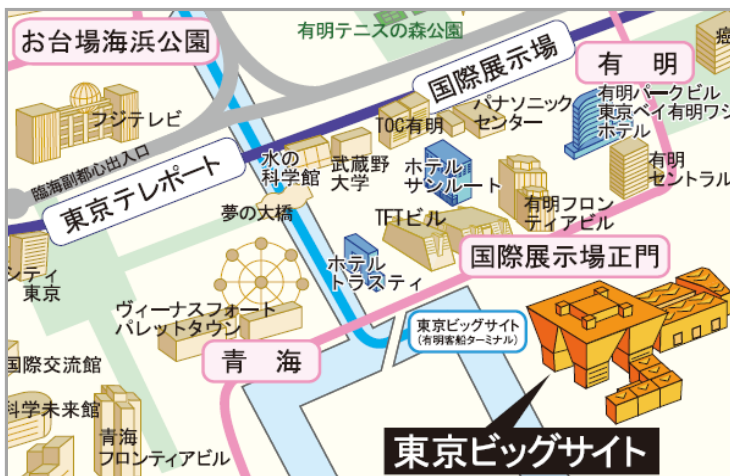 お台場海浜公園
有明テニスの森公園
癌
国際展示場
有明
有明パークビル
東京ベイ有明ワシ
ホテル
フジテレビ
TOC有明
パナソニック
センター
臨海副都心出入口
水の
科学館
武蔵野
大学
ホテル
サンルート
有明
セントラル
東京テレポート
夢の大橋
TFTビル
有明フロン
ティアビル
シティ
東京
ホテル
トラスティ
国際展示場正門
ヴィーナスフォート
パレットタウン
東京ビッグサイト
(有明客船ターミナル)
青海
国際交流館
科学未来館
青海
フロンティアビル
東京ビッグサイト